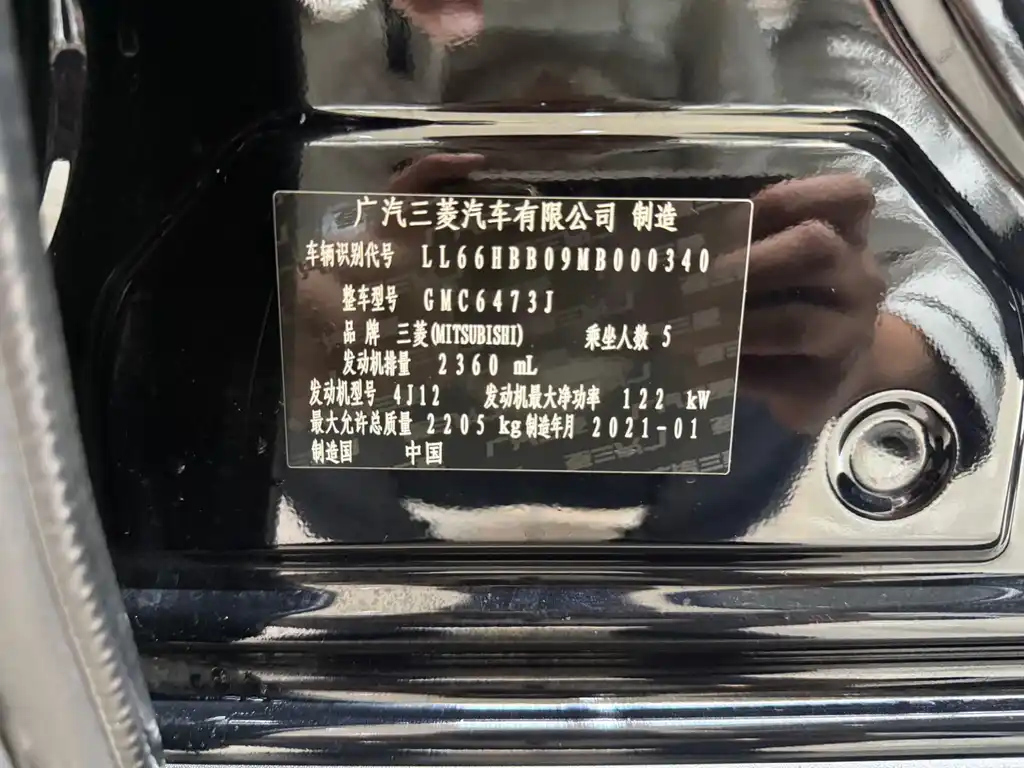 广汽三菱汽车有限公司 制造
车辆识别代号 LL66HBB09MB000340
整车型号 GMC6473J
品牌 三菱(MITSUBISHI) 乘坐人数 5
发动机排量 2360 mL
发动机型号 4J12 发动机最大净功率 122 kW
最大允许总质量 2205 kg 制造年月 2021-01
制造国 中国